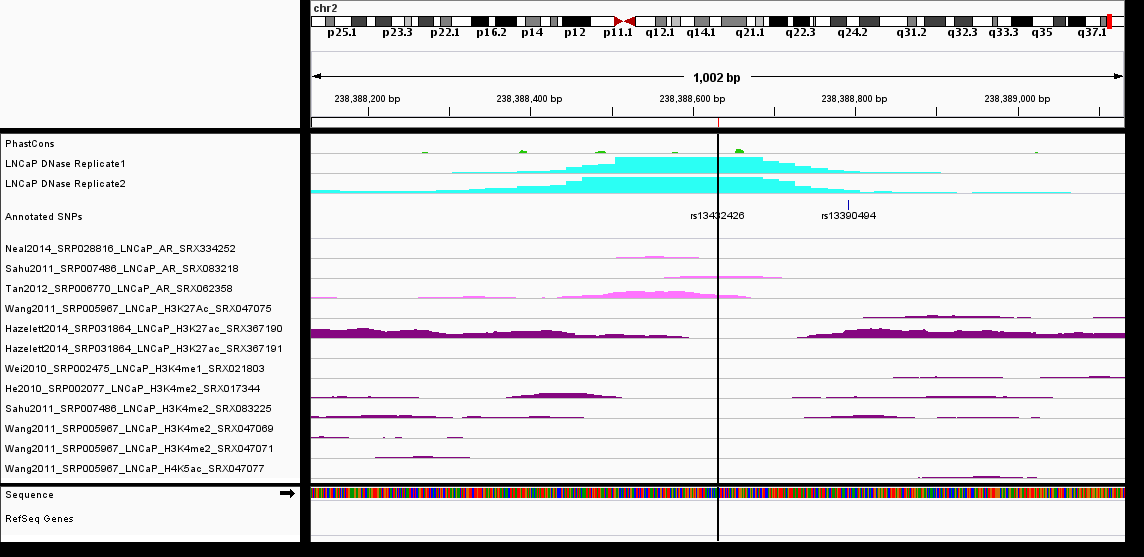 chr2
p25.1 p23.3 p22.1 p16.2 p14 p12 p11.1 q12.1 q14.1 q21.1 q22.3 q24.2 q31.2 q32.3 q33.3 q35 q37.1
1,002 bp
238,388,200 bp 238,388,400 bp 238,388,600 bp 238,388,800 bp 238,389,000 bp
PhastCons
LNCaP DNase Replicate1
LNCaP DNase Replicate2
Annotated SNPs
rs13432426 rs13390494
Neal2014_SRP028816_LNCaP_AR_SRX334252
Sahu2011_SRP007486_LNCaP_AR_SRX083218
Tan2012_SRP006770_LNCaP_AR_SRX062358
Wang2011_SRP005967_LNCaP_H3K27Ac_SRX047075
Hazelett2014_SRP031864_LNCaP_H3K27ac_SRX367190
Hazelett2014_SRP031864_LNCaP_H3K27ac_SRX367191
Wei2010_SRP002475_LNCaP_H3K4me1_SRX021803
He2010_SRP002077_LNCaP_H3K4me2_SRX017344
Sahu2011_SRP007486_LNCaP_H3K4me2_SRX083225
Wang2011_SRP005967_LNCaP_H3K4me2_SRX047069
Wang2011_SRP005967_LNCaP_H3K4me2_SRX047071
Wang2011_SRP005967_LNCaP_H4K5ac_SRX047077
Sequence
RefSeq Genes